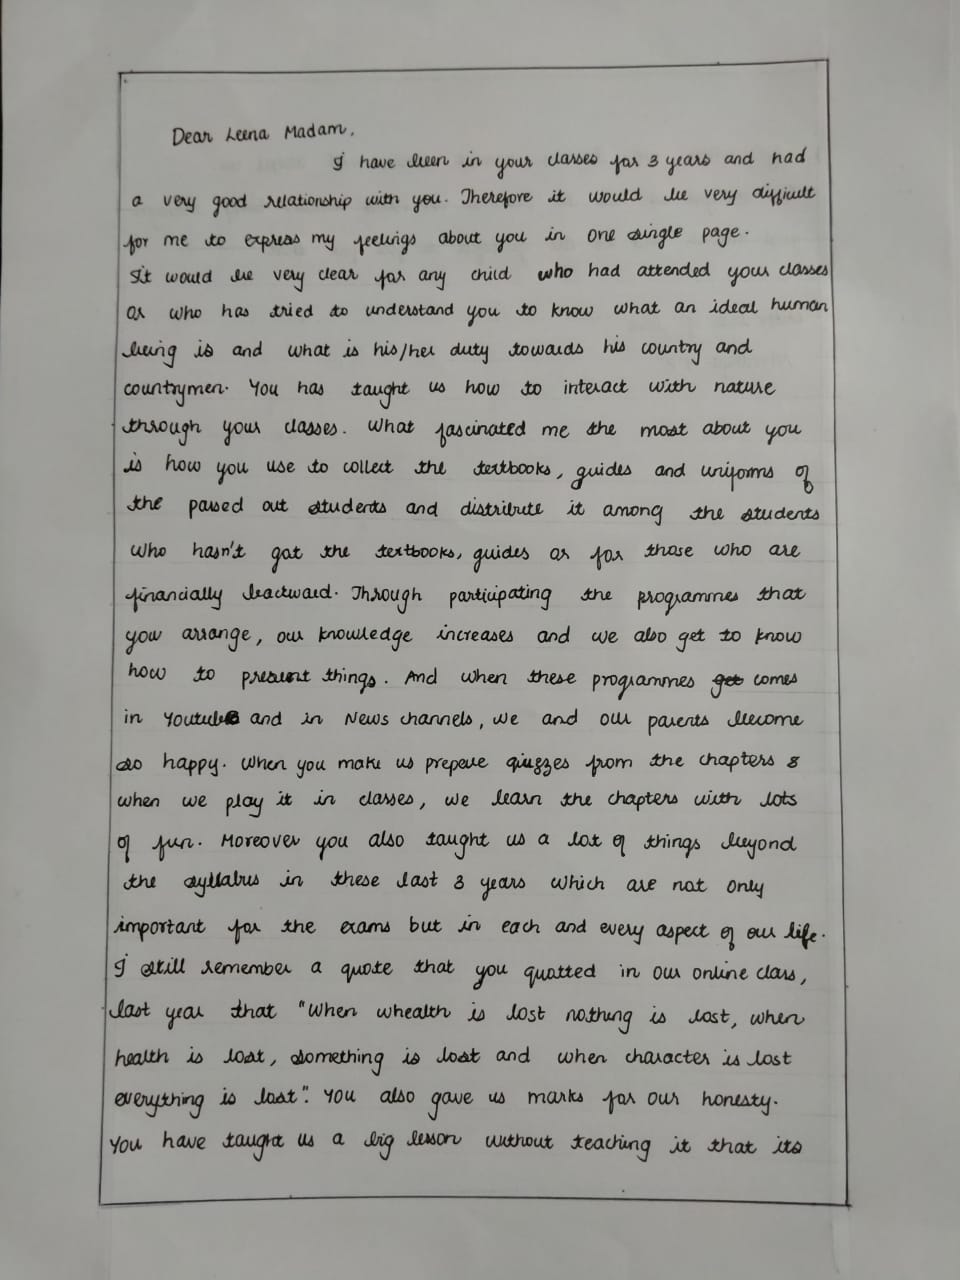 Dear Leena Madam,
I have been in your classes for 3 years and had
a very good relationship with you. Therefore it would be very difficult
for me to express my feelings about you in one single page.
It would be very clear for any child who had attended your classes
or who has tried to understand you to know what an ideal human
being is and what is his/her duty towards his country and
countrymen. You has taught us how to interact with nature
through your classes. What fascinated me the most about you
is how you use to collect the textbooks, guides and uniforms of
the passed out students and distribute it among the students
who hasn't got the textbooks, guides or for those who are
financially backward. Through participating the programmes that
you arrange, our knowledge increases and we also get to know
how to present things. And when these programmes get comes
in Youtube and in News channels, we and our parents become
so happy. When you make us prepare quizzes from the chapters &
when we play it in classes, we learn the chapters with lots
of fun. Moreover you also taught us a lot of things beyond
the syllabus in these last 3 years which are not only
important for the exams but in each and every aspect of our life.
I still remember a quote that you quotted in our online class,
last year that "When whealth is lost nothing is lost, when
health is lost, something is lost and when character is lost
everything is lost". You also gave us marks for our honesty.
You have taught us a big lesson without teaching it that its